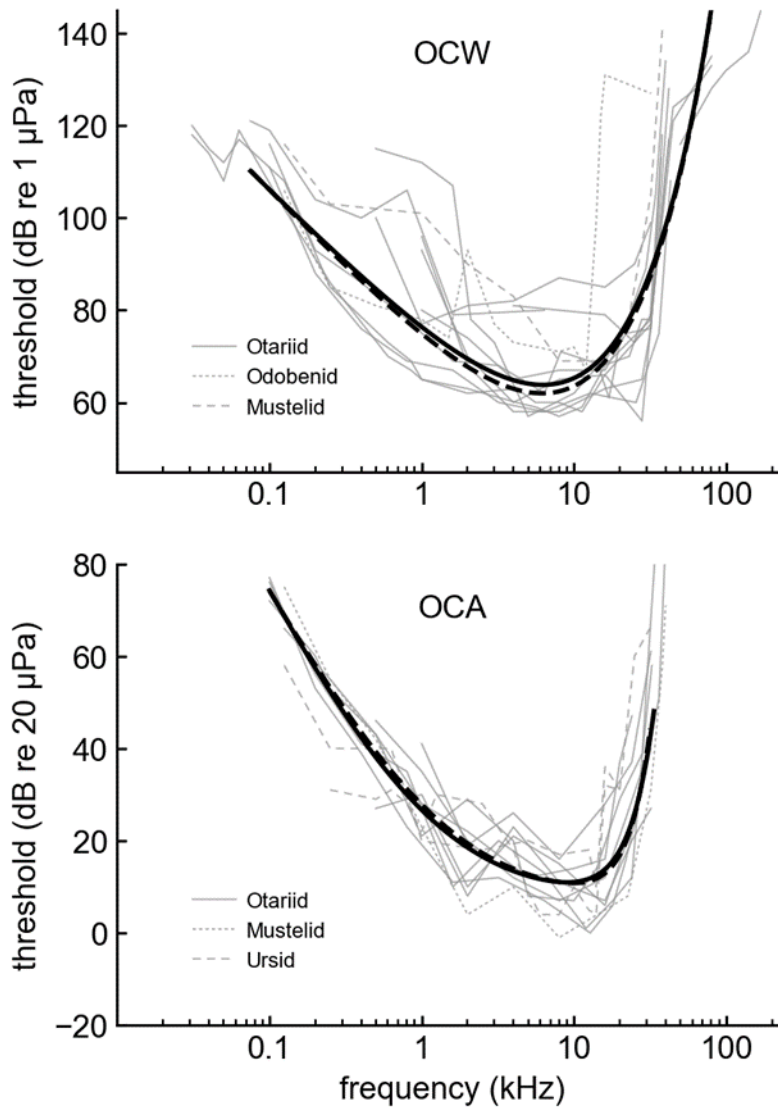 OCW
threshold (dB re 1 µPa)
140
120
100
80
60
Otariid
Odobenid
Mustelid
0.1 1 10 100
OCA
threshold (dB re 20 µPa)
80
60
40
20
0
−20
Otariid
Mustelid
Ursid
0.1 1 10 100
frequency (kHz)